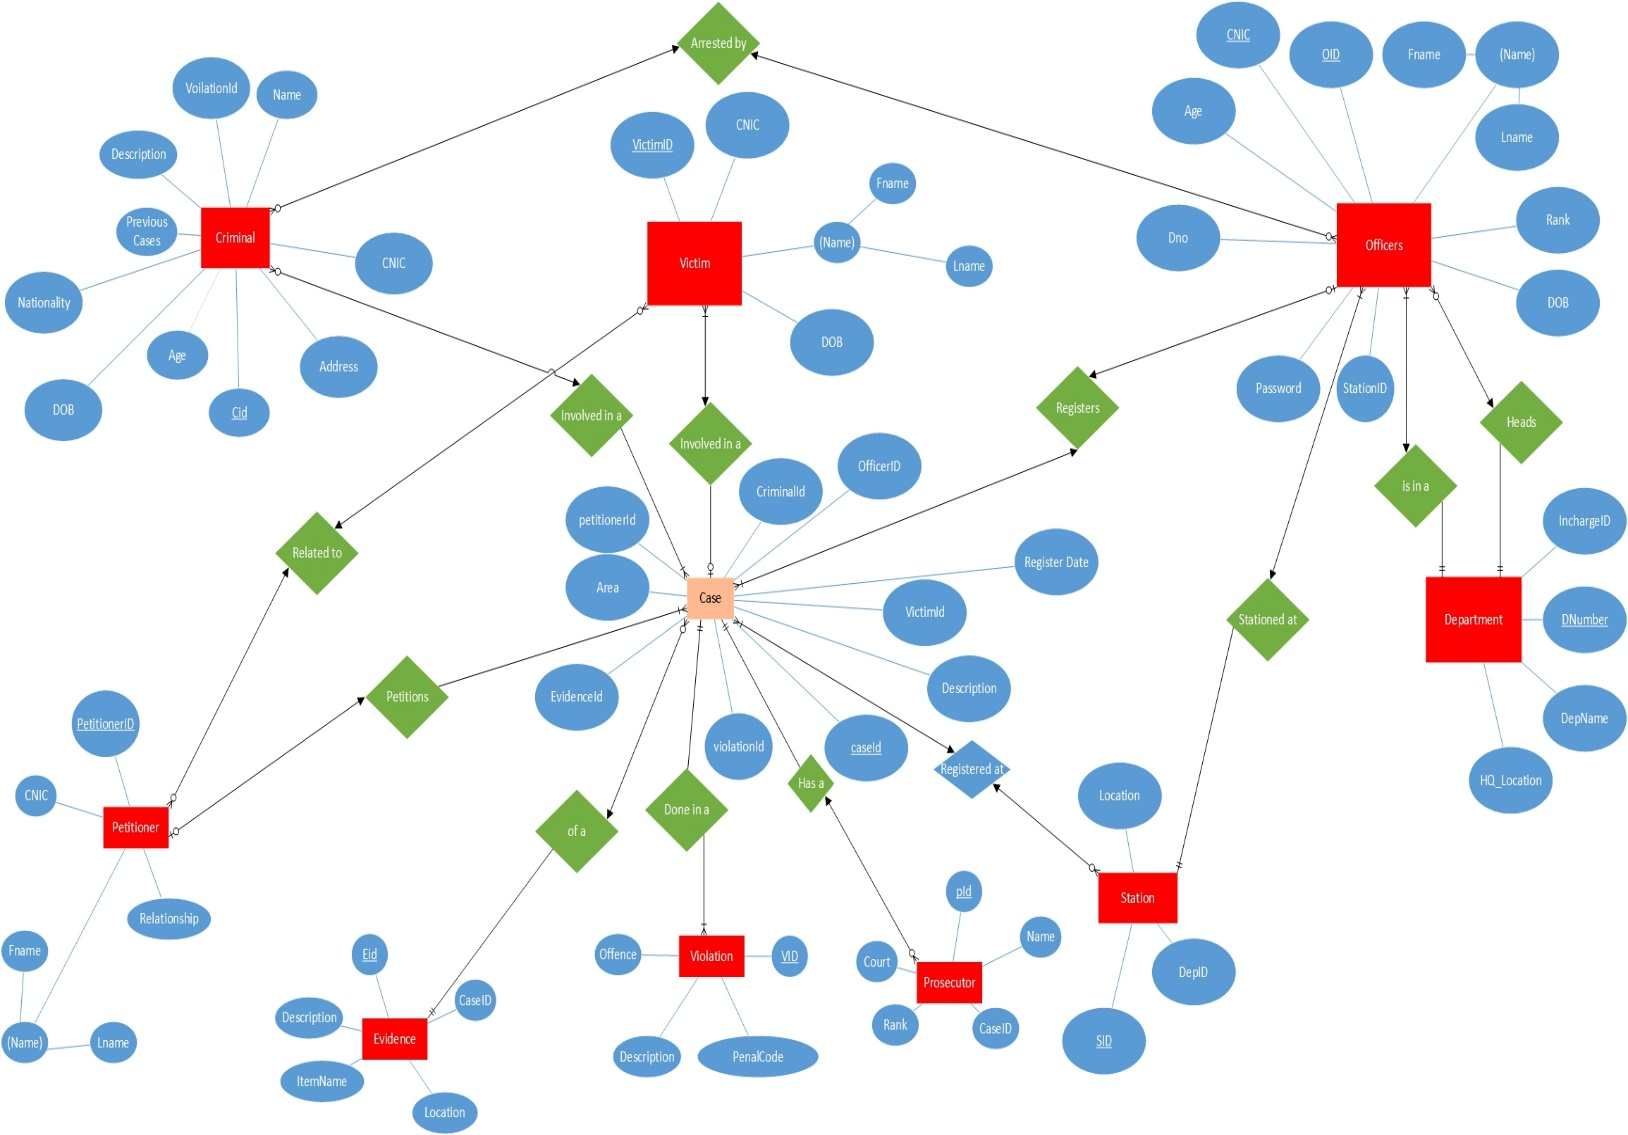 Arrested by
CNIC
OID
Fname
(Name)
VoilationId
Name
Age
CNIC
VictimID
Lname
Description
Fname
Previous
Cases
Criminal
Rank
Dno
Officers
(Name)
CNIC
Victim
Lname
Nationality
DOB
DOB
Age
Address
Password
StationID
DOB
Cid
Involved in a
Registers
Heads
Involved in a
OfficerID
is in a
CriminalId
petitionerId
InchargeID
Related to
Register Date
Area
Case
VictimId
Stationed at
Department
DNumber
Description
Petitions
EvidenceId
DepName
PetitionerID
violationId
caseId
Registered at
HQ_Location
Has a
CNIC
Location
Done in a
Petitioner
of a
pId
Station
Relationship
Name
Fname
Eid
Offence
Violation
VID
Court
DepID
Prosecutor
CaseID
Description
Rank
CaseID
(Name)
Lname
Evidence
SID
Description
PenalCode
ItemName
Location